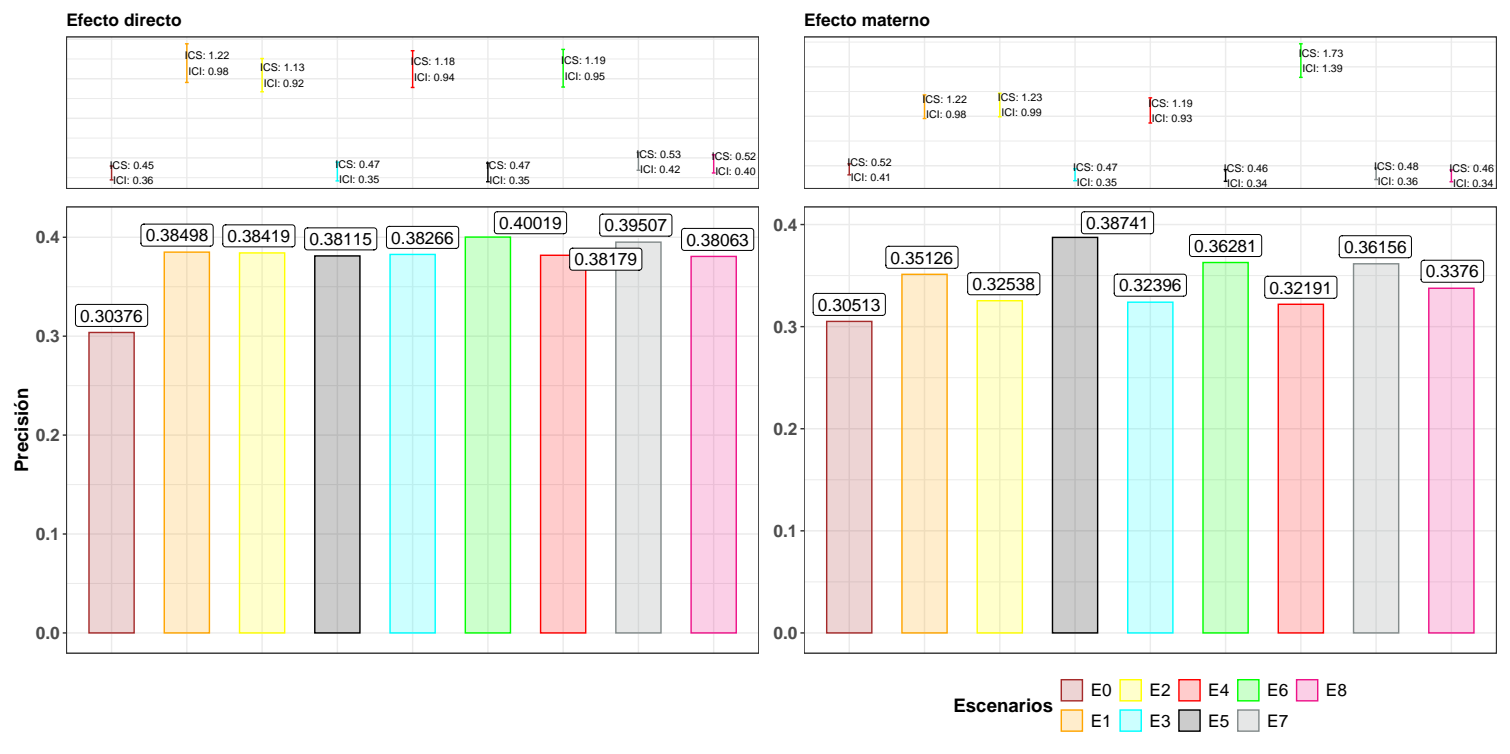 Efecto directo
ICS: 1.22
ICI: 0.98
ICS: 1.13
ICI: 0.92
ICS: 1.18
ICI: 0.94
ICS: 1.19
ICI: 0.95
ICS: 0.45
ICI: 0.36
ICS: 0.47
ICI: 0.35
ICS: 0.47
ICI: 0.35
ICS: 0.53
ICI: 0.42
ICS: 0.52
ICI: 0.40
Efecto materno
ICS: 1.73
ICI: 1.39
ICS: 1.22
ICI: 0.98
ICS: 1.23
ICI: 0.99
ICS: 1.19
ICI: 0.93
ICS: 0.52
ICI: 0.41
ICS: 0.47
ICI: 0.35
ICS: 0.46
ICI: 0.34
ICS: 0.48
ICI: 0.36
ICS: 0.46
ICI: 0.34
Precisión
0.4
0.3
0.2
0.1
0.0
0.30376
0.38498
0.38419
0.38115
0.38266
0.40019
0.38179
0.39507
0.38063
0.4
0.3
0.2
0.1
0.0
0.30513
0.35126
0.32538
0.38741
0.32396
0.36281
0.32191
0.36156
0.3376
Escenarios
E0 E2 E4 E6 E8
E1 E3 E5 E7